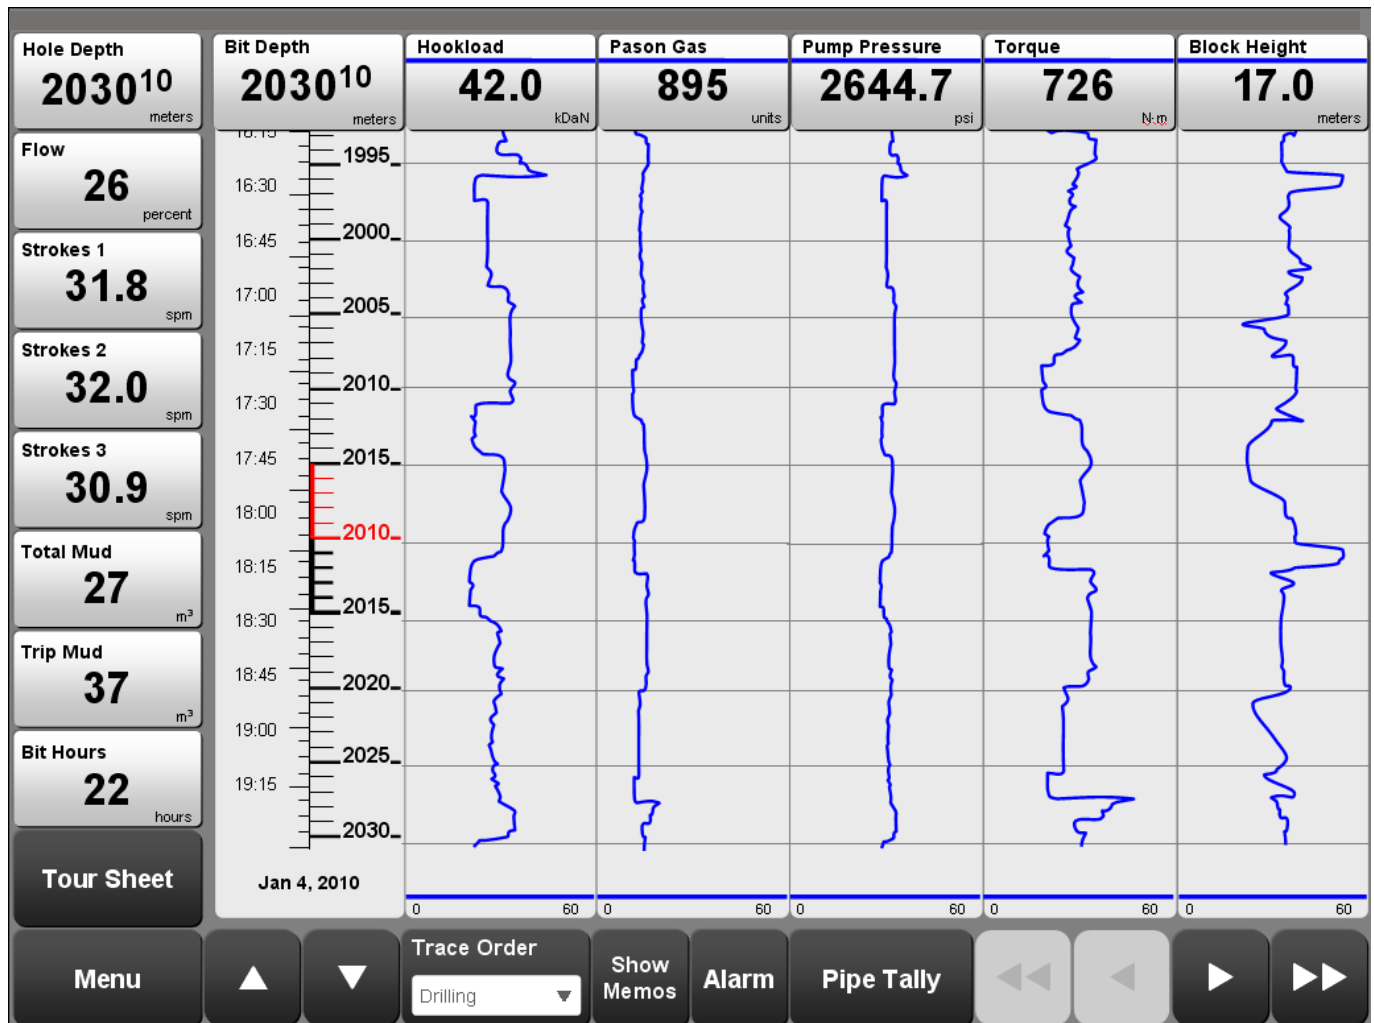 Hole Depth
2030 10
meters
Flow
26
percent
Strokes 1
31.8
spm
Strokes 2
32.0
spm
Strokes 3
30.9
spm
Total Mud
27
m³
Trip Mud
37
m³
Bit Hours
22
hours
Tour Sheet
Bit Depth
2030 10
meters
Hookload
42.0
kDaN
Pason Gas
895
units
Pump Pressure
2644.7
psi
Torque
726
N·m
Block Height
17.0
meters
16:15
1995
16:30
16:45
2000
17:00
2005
17:15
2010
17:30
17:45
2015
18:00
2010
18:15
2015
18:30
18:45
2020
19:00
2025
19:15
2030
Jan 4, 2010
0 60
0 60
0 60
0 60
0 60
Menu
Trace Order
Drilling
Show
Memos
Alarm
Pipe Tally